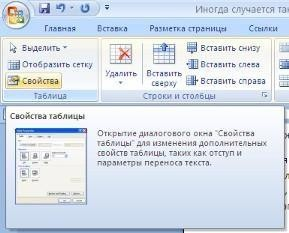 Иногда случается так
Главная Вставка Разметка страницы Ссылки
Выделить
Отобразить сетку
Свойства
Таблица
Удалить
Вставить сверху
Вставить снизу
Вставить слева
Вставить справа
Строки и столбцы
Свойства таблицы
Открытие диалогового окна "Свойства
таблицы" для изменения дополнительных
свойств таблицы, таких как отступ и
параметры переноса текста.